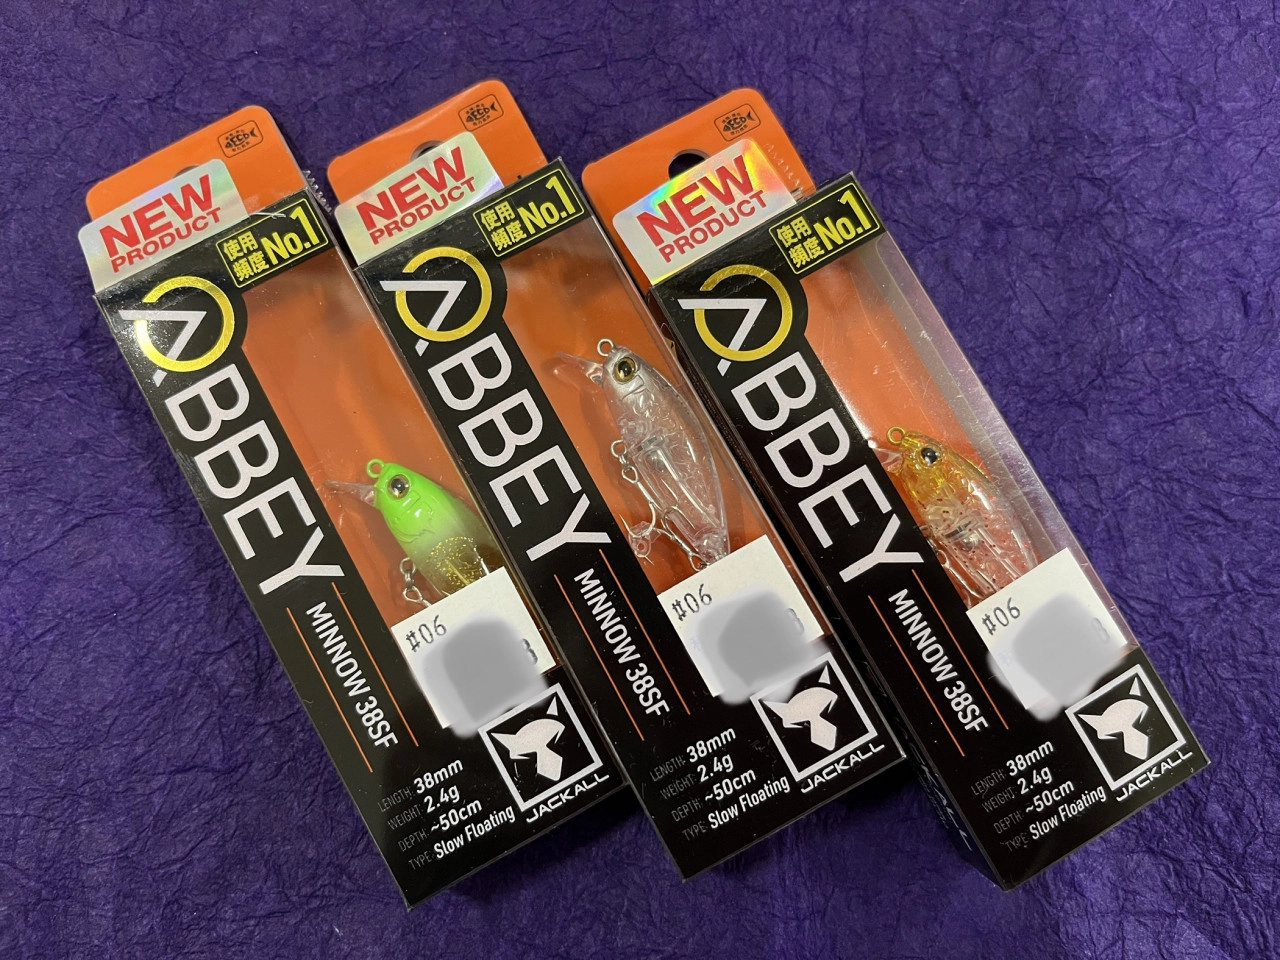 NEW
PRODUCT
使用
頻度 No.1
ABBEY
MINNOW 38SF
#06
LENGTH: 38mm
WEIGHT: 2.4g
DEPTH: ~50cm
TYPE: Slow Floating
JACKALL
NEW
PRODUCT
使用
頻度 No.1
ABBEY
MINNOW 38SF
#06
LENGTH: 38mm
WEIGHT: 2.4g
DEPTH: ~50cm
TYPE: Slow Floating
JACKALL
NEW
PRODUCT
使用
頻度 No.1
ABBEY
MINNOW 38SF
#06
8
LENGTH: 38mm
WEIGHT: 2.4g
DEPTH: ~50cm
TYPE: Slow Floating
JACKALL